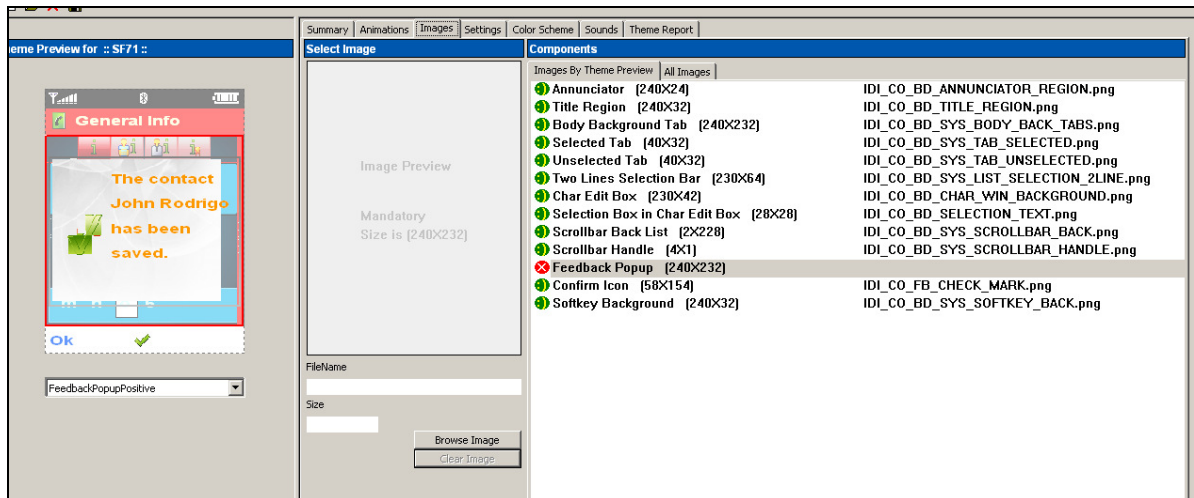 Summary Animations Images Settings Color Scheme Sounds Theme Report
eme Preview for :: SF71 ::
Select Image
Components
Images By Theme Preview All Images
General Info
The contact
John Rodrigo
has been
saved.
Ok
FeedbackPopupPositive
Image Preview
Mandatory
Size is (240X232)
FileName
Size
Browse Image
Clear Image
Annunciator (240X24) IDI_CO_BD_ANNUNCIATOR_REGION.png
Title Region (240X32) IDI_CO_BD_TITLE_REGION.png
Body Background Tab (240X232) IDI_CO_BD_SYS_BODY_BACK_TABS.png
Selected Tab (40X32) IDI_CO_BD_SYS_TAB_SELECTED.png
Unselected Tab (40X32) IDI_CO_BD_SYS_TAB_UNSELECTED.png
Two Lines Selection Bar (230X64) IDI_CO_BD_SYS_LIST_SELECTION_2LINE.png
Char Edit Box (230X42) IDI_CO_BD_CHAR_WIN_BACKGROUND.png
Selection Box in Char Edit Box (28X28) IDI_CO_BD_SELECTION_TEXT.png
Scrollbar Back List (2X228) IDI_CO_BD_SYS_SCROLLBAR_BACK.png
Scrollbar Handle (4X1) IDI_CO_BD_SYS_SCROLLBAR_HANDLE.png
Feedback Popup (240X232)
Confirm Icon (58X154) IDI_CO_FB_CHECK_MARK.png
Softkey Background (240X32) IDI_CO_BD_SYS_SOFTKEY_BACK.png